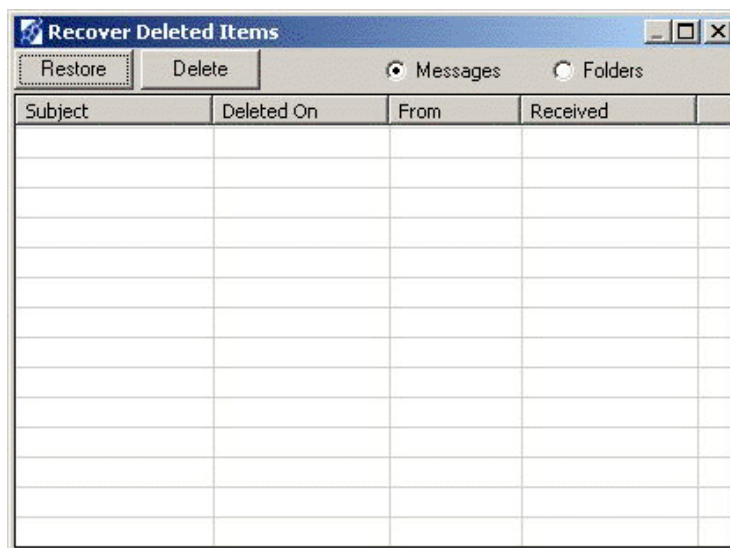 Recover Deleted Items
Restore Delete Messages Folders
Subject Deleted On From Received